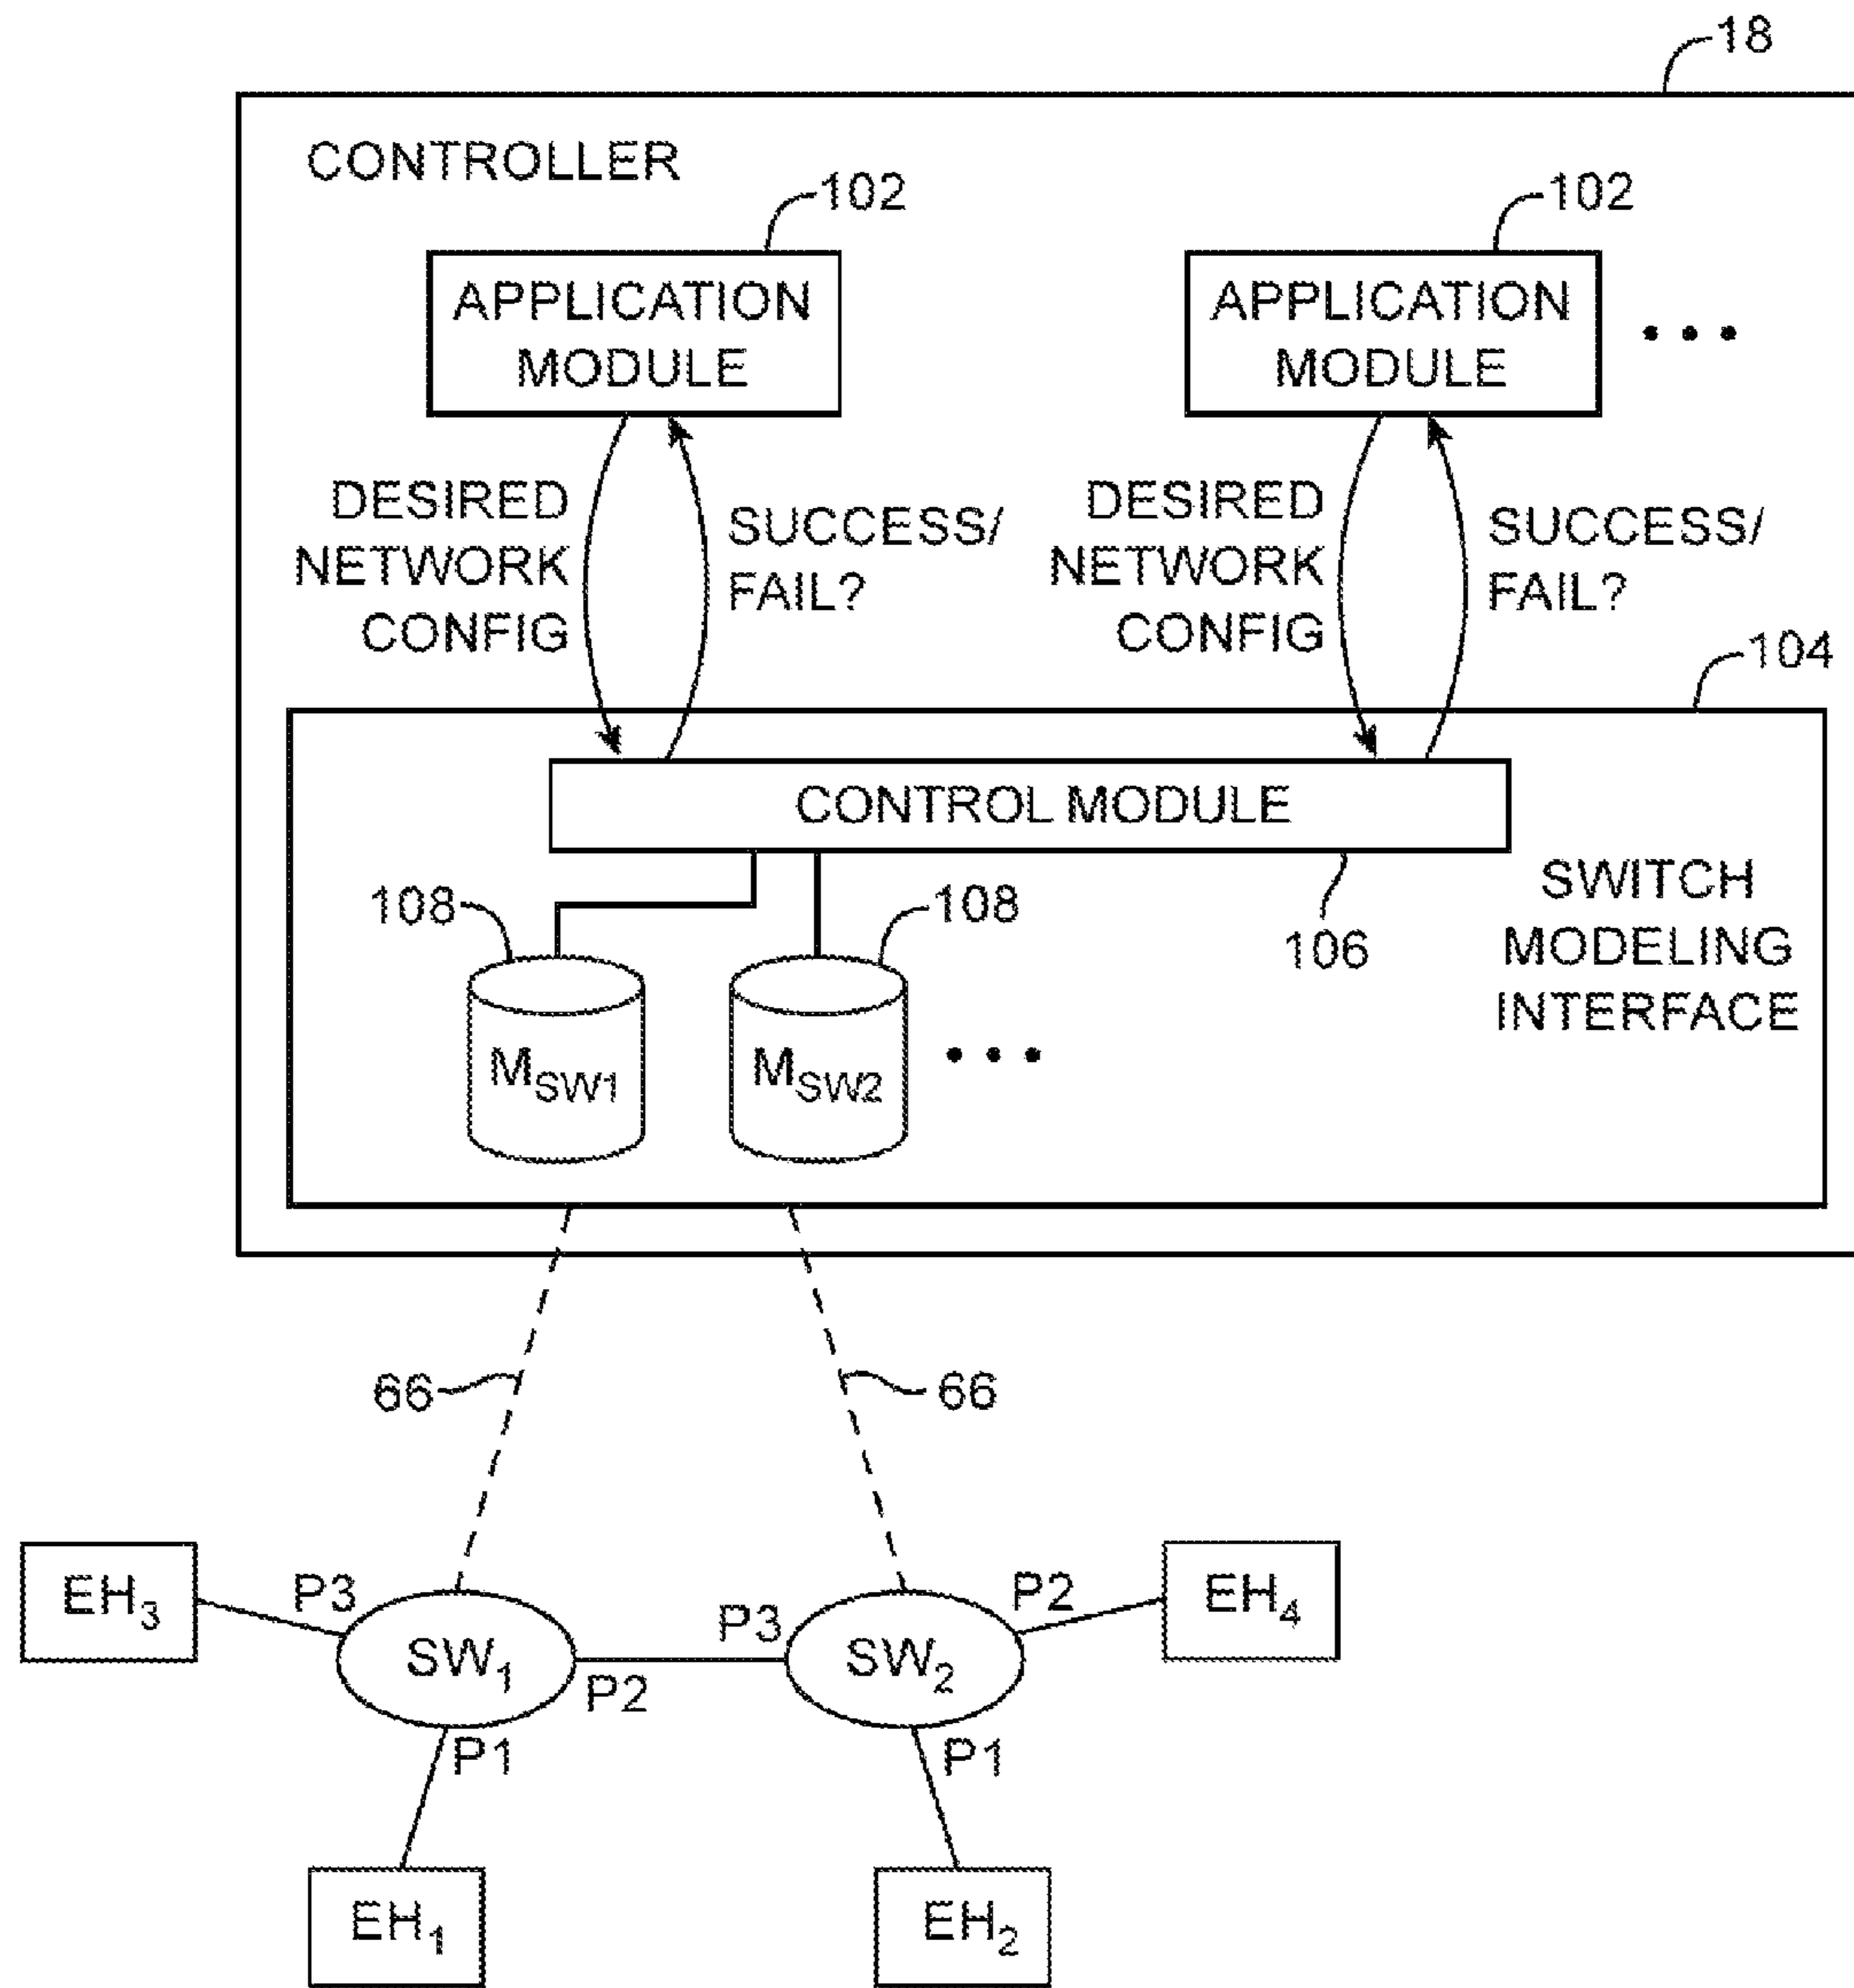 18
CONTROLLER
102
102
APPLICATION
MODULE
APPLICATION
MODULE
• • •
DESIRED
NETWORK
CONFIG
SUCCESS/
FAIL?
DESIRED
NETWORK
CONFIG
SUCCESS/
FAIL?
104
CONTROL MODULE
108
108
106
SWITCH
MODELING
INTERFACE
M_SW1
M_SW2
• • •
66
66
EH₃
P3
SW₁
P2
P1
P3
SW₂
P2
P1
EH₄
EH₁
EH₂